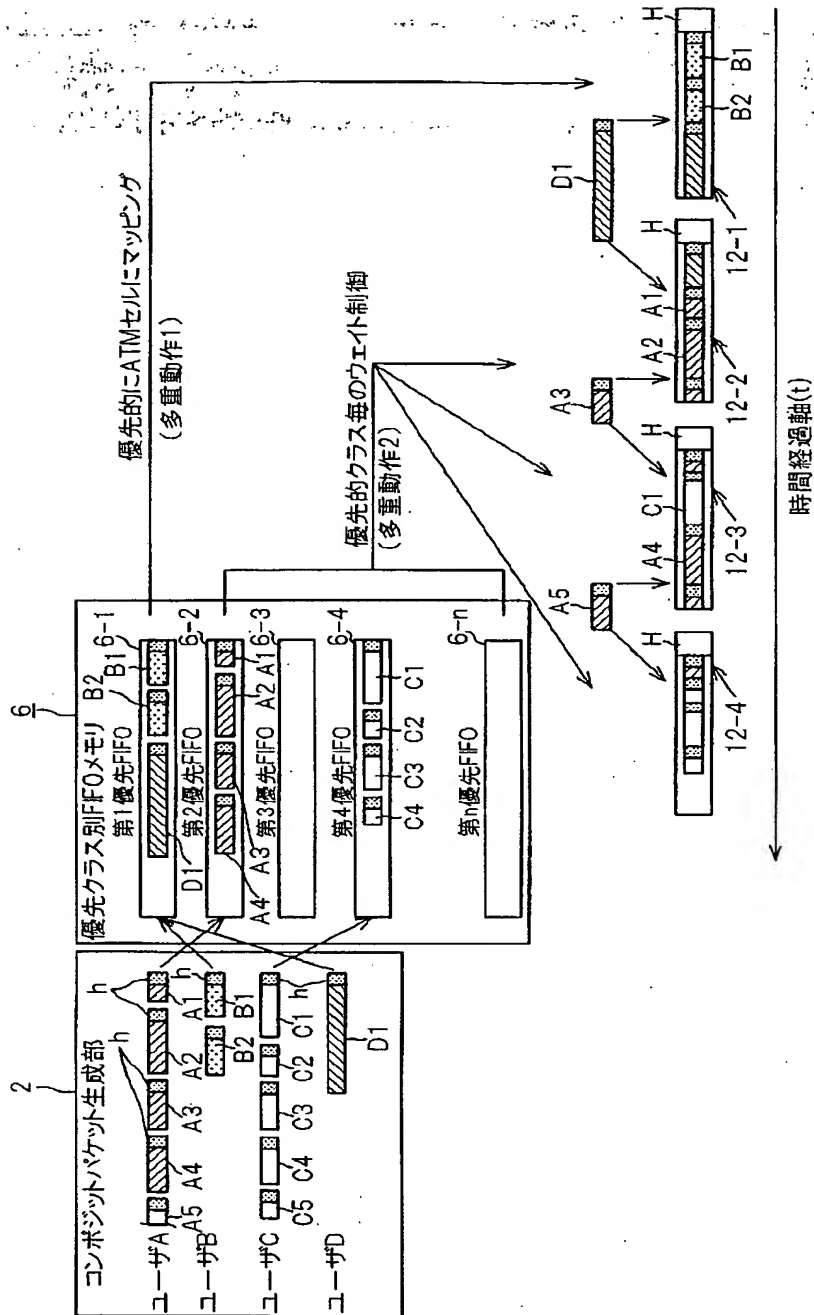 2
コンポジットパケット生成部
ユーザA
h
h
A1
A2
A3
A4
A5
ユーザB
h
B1
B2
ユーザC
h
C1
C2
C3
C4
C5
ユーザD
D1
6
優先クラス別FIFOメモリ
第1優先FIFO
6-1
B1
B2
D1
第2優先FIFO
6-2
A1
A2
A3
A4
第3優先FIFO
6-3
第4優先FIFO
6-4
C1
C2
C3
C4
第n優先FIFO
6-n
優先的にATMセルにマッピング
(多重動作1)
優先的クラス毎のウェイト制御
(多重動作2)
D1
A3
A5
H
B1
B2
12-1
H
A1
A2
12-2
H
C1
A4
12-3
H
12-4
時間経過軸(t)